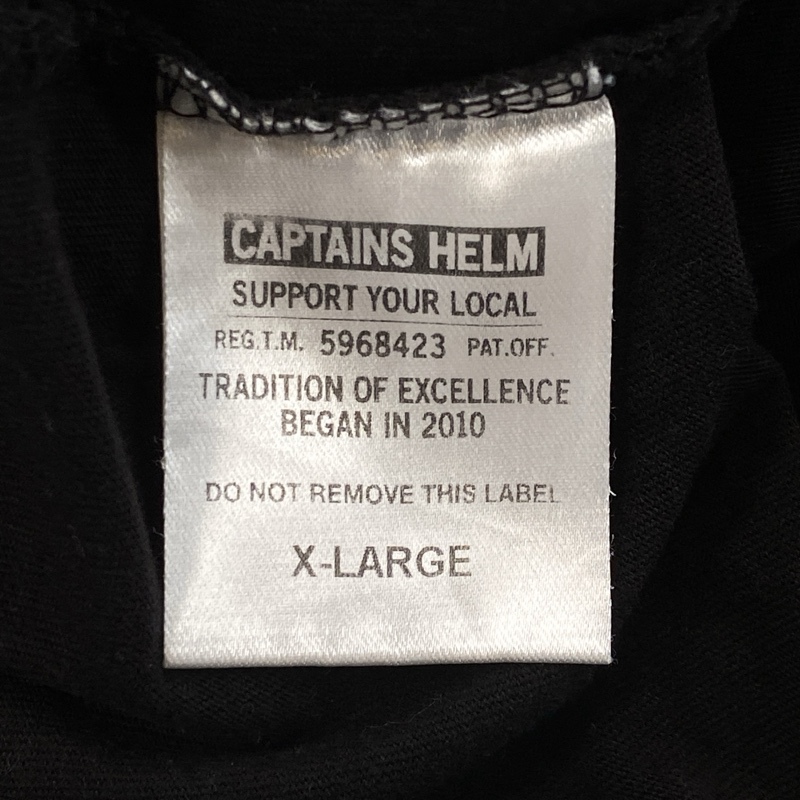 CAPTAINS HELM
SUPPORT YOUR LOCAL
REG.T.M. 5968423 PAT.OFF.
TRADITION OF EXCELLENCE
BEGAN IN 2010
DO NOT REMOVE THIS LABEL
X-LARGE